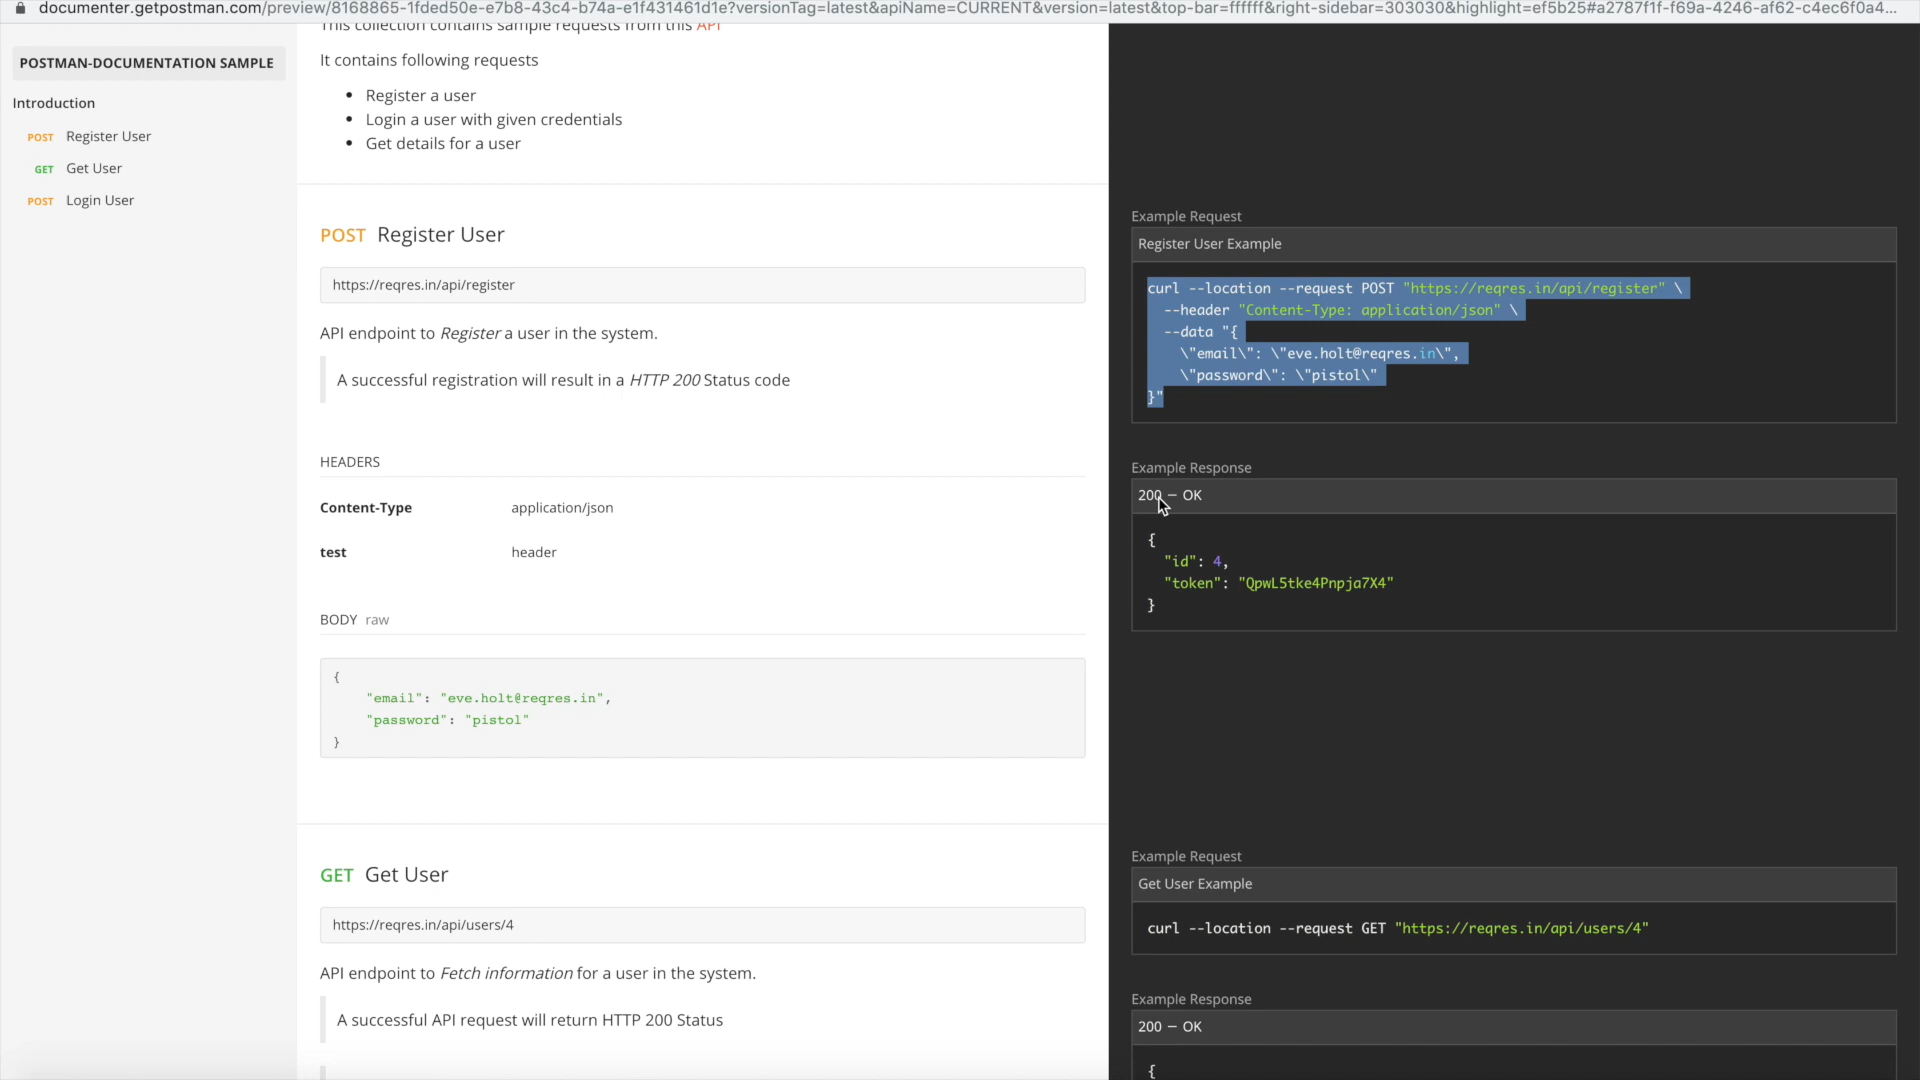 documenter.getpostman.com/preview/8168865-1fded50e-e7b8-43c4-b74a-e1f431461d1e?versionTag=latest&apiName=CURRENT&version=latest&top-bar=ffffff&right-sidebar=303030&highlight=ef5b25#a2787f1f-f69a-4246-af62-c4ec6f0a4...
POSTMAN-DOCUMENTATION SAMPLE
Introduction
POST Register User
GET Get User
POST Login User
This collection contains sample requests from this API
It contains following requests
• Register a user
• Login a user with given credentials
• Get details for a user
POST Register User
https://reqres.in/api/register
API endpoint to Register a user in the system.
A successful registration will result in a HTTP 200 Status code
HEADERS
Content-Type application/json
test header
BODY raw
{
"email": "eve.holt@reqres.in",
"password": "pistol"
}
GET Get User
https://reqres.in/api/users/4
API endpoint to Fetch information for a user in the system.
A successful API request will return HTTP 200 Status
Example Request
Register User Example
curl --location --request POST "https://reqres.in/api/register" \
--header "Content-Type: application/json" \
--data "{
\"email\": \"eve.holt@reqres.in\",
\"password\": \"pistol\"
}"
Example Response
200 – OK
{
"id": 4,
"token": "QpwL5tke4Pnpja7X4"
}
Example Request
Get User Example
curl --location --request GET "https://reqres.in/api/users/4"
Example Response
200 – OK
{